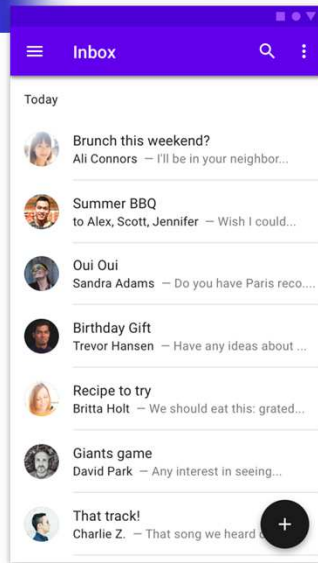 Inbox
Today
Brunch this weekend?
Ali Connors — I'll be in your neighbor...
Summer BBQ
to Alex, Scott, Jennifer — Wish I could...
Oui Oui
Sandra Adams — Do you have Paris reco....
Birthday Gift
Trevor Hansen — Have any ideas about ...
Recipe to try
Britta Holt — We should eat this: grated...
Giants game
David Park — Any interest in seeing...
That track!
Charlie Z. — That song we heard